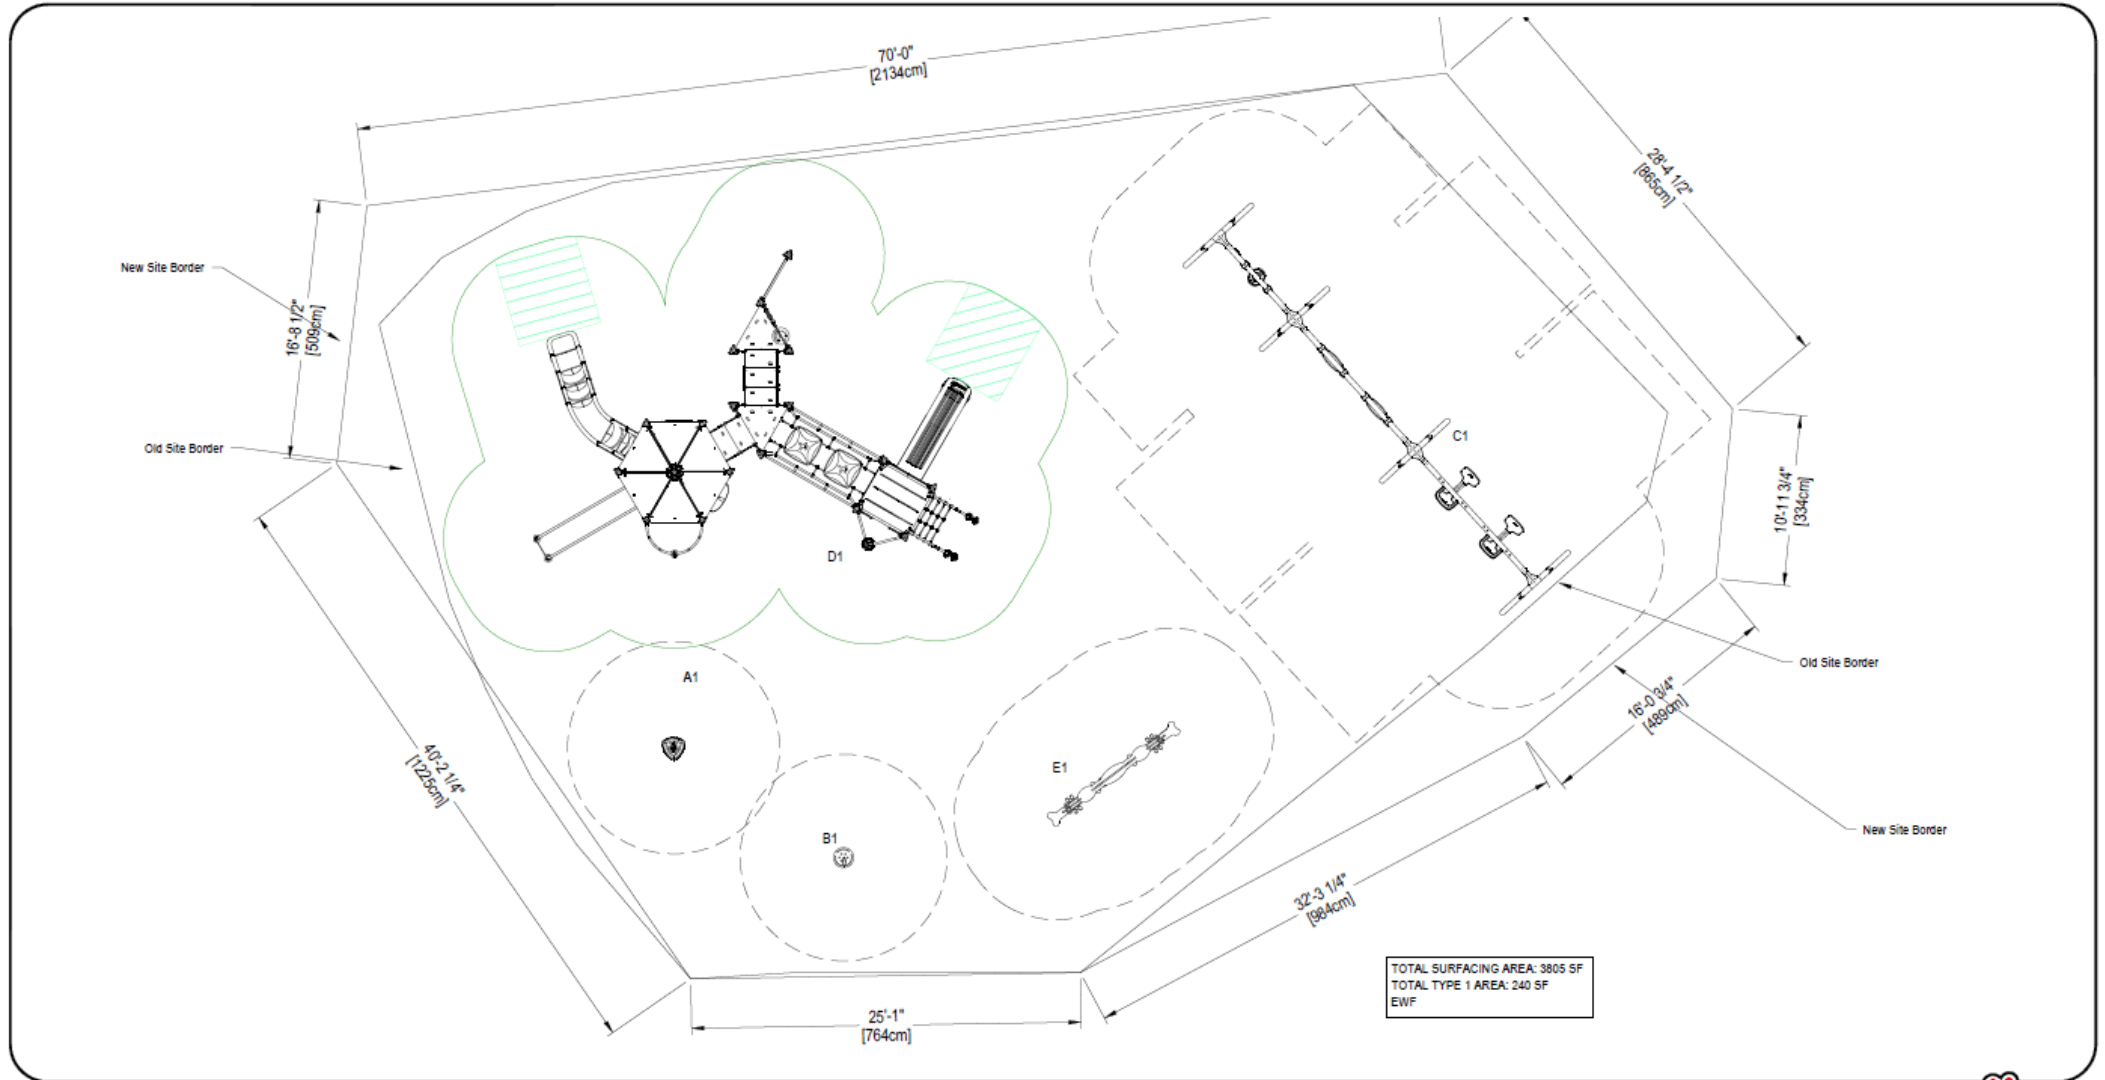 70'-0"
[2134cm]
28'-4 1/2"
[865cm]
New Site Border
16'-8 1/2"
[509cm]
Old Site Border
C1
10'-11 3/4"
[334cm]
D1
Old Site Border
A1
16'-0 3/4"
[489cm]
40'-2 1/4"
[1225cm]
E1
B1
New Site Border
32'-3 1/4"
[984cm]
TOTAL SURFACING AREA: 3805 SF
TOTAL TYPE 1 AREA: 240 SF
EWF
25'-1"
[764cm]